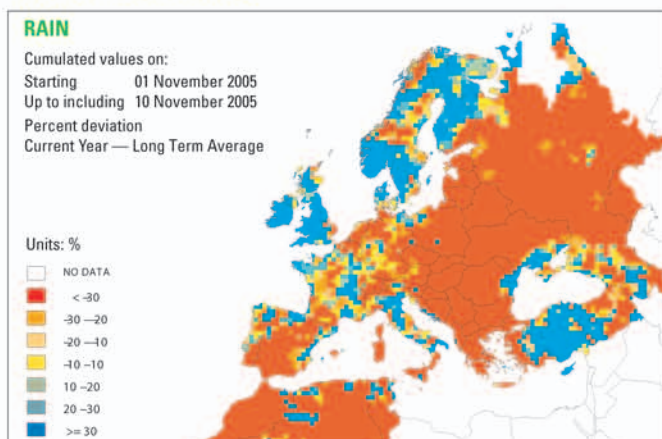 RAIN
Cumulated values on:
Starting 01 November 2005
Up to including 10 November 2005
Percent deviation
Current Year — Long Term Average
Units: %
NO DATA
< -30
-30 —20
-20 —10
-10 -10
10 -20
20 -30
>= 30